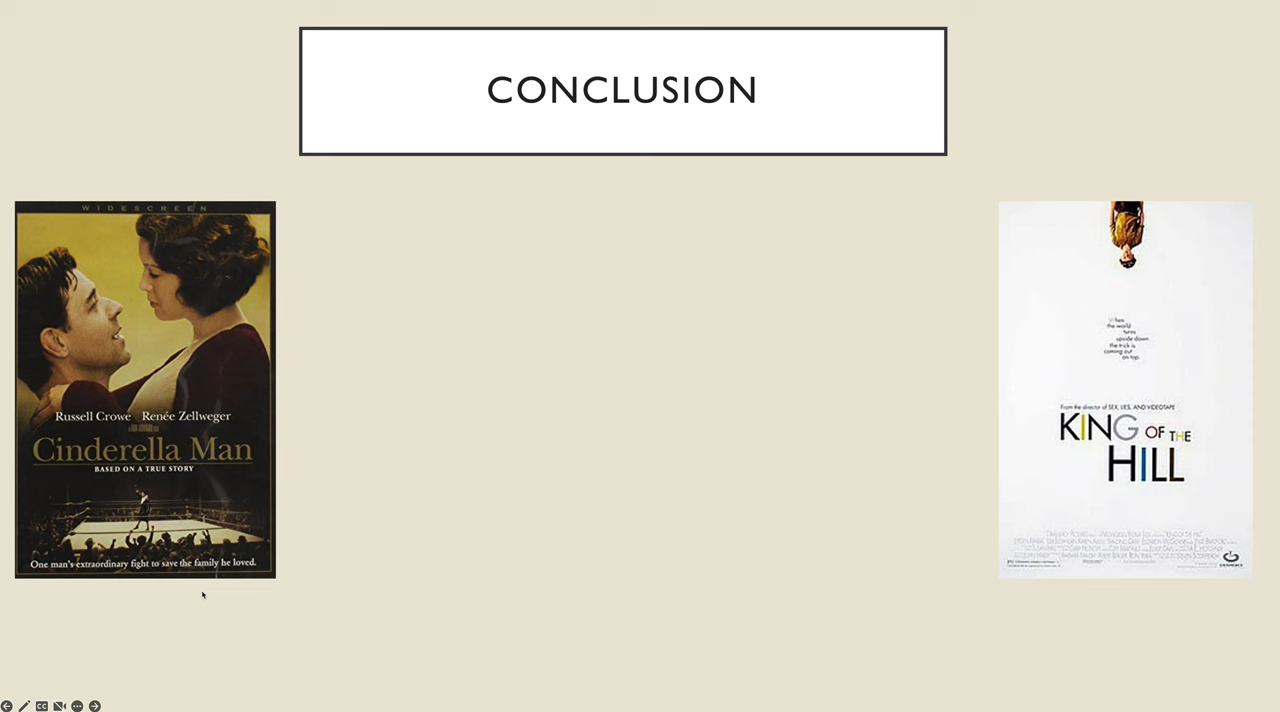 CONCLUSION
WIDESCREEN
Russell Crowe Renée Zellweger
Cinderella Man
BASED ON A TRUE STORY
One man's extraordinary fight to save the family he loved.
When
the world
turns
upside down
the trick is
coming out
on top.
From the director of SEX, LIES, AND VIDEOTAPE
KING OF THE
HILL
CC